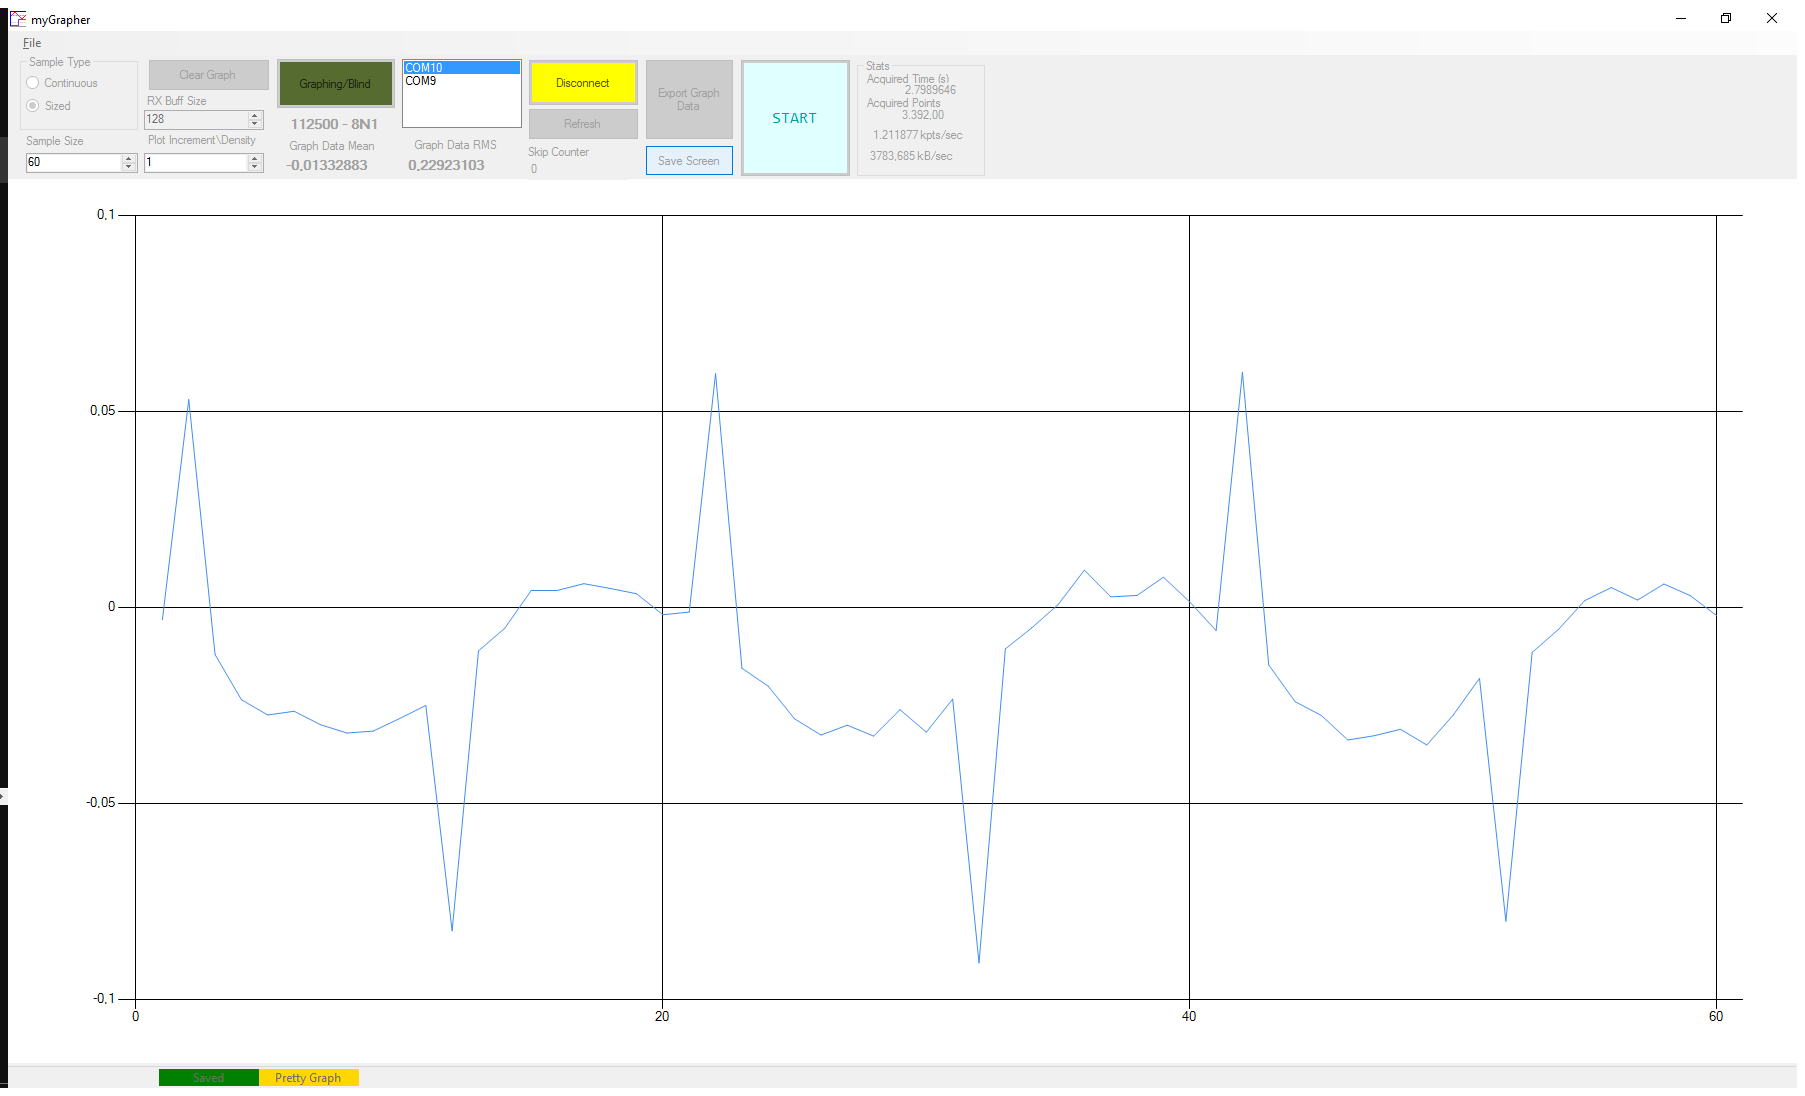 myGrapher
File
Sample Type
Continuous
Sized
Sample Size
60
Clear Graph
RX Buff Size
128
Plot Increment\Density
1
Graphing/Blind
112500 - 8N1
Graph Data Mean
-0,01332883
COM10
COM9
Graph Data RMS
0,22923103
Disconnect
Refresh
Skip Counter
0
Export Graph
Data
Save Screen
START
Stats
Acquired Time (s)
2.7989646
Acquired Points
3.392,00
1.211877 kpts/sec
3783,685 kB/sec
0,1
0,05
0
-0,05
-0,1
0
20
40
60
Saved
Pretty Graph